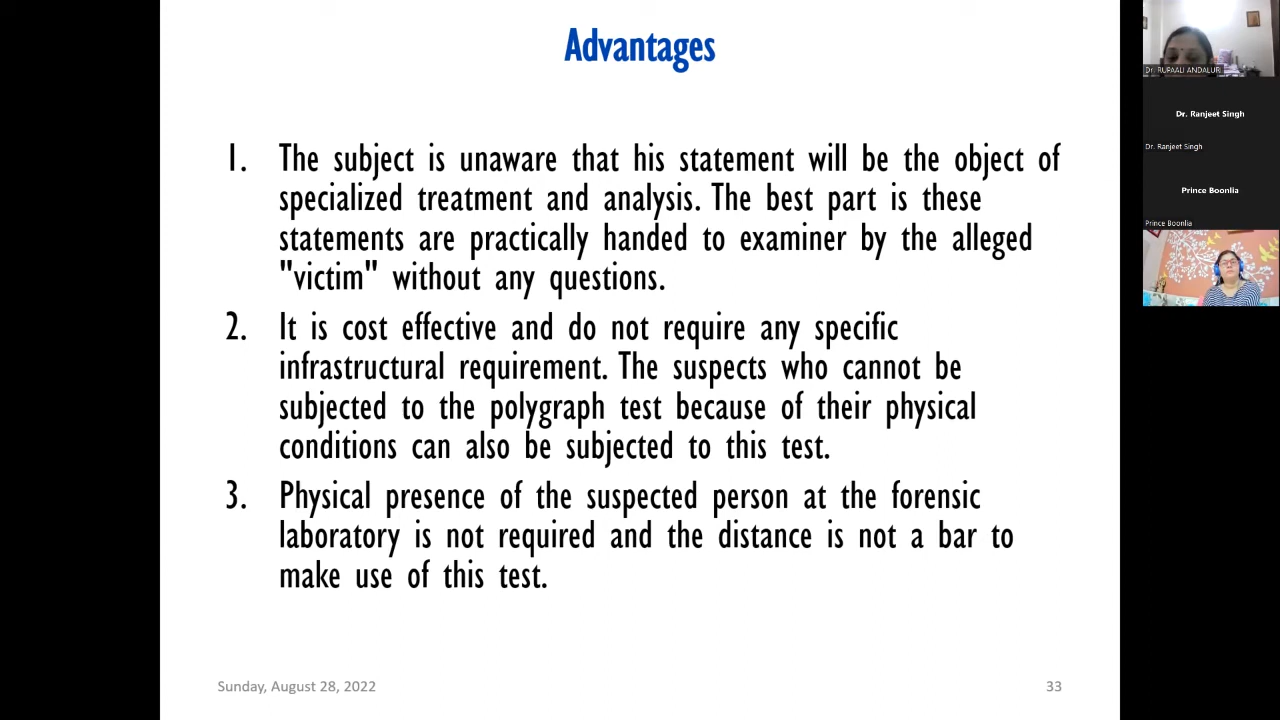 Advantages
1. The subject is unaware that his statement will be the object of
specialized treatment and analysis. The best part is these
statements are practically handed to examiner by the alleged
"victim" without any questions.
2. It is cost effective and do not require any specific
infrastructural requirement. The suspects who cannot be
subjected to the polygraph test because of their physical
conditions can also be subjected to this test.
3. Physical presence of the suspected person at the forensic
laboratory is not required and the distance is not a bar to
make use of this test.
Sunday, August 28, 2022
33
Dr. RUPAALI ANDALURI
Dr. Ranjeet Singh
Dr. Ranjeet Singh
Prince Boonlia
Prince Boonlia